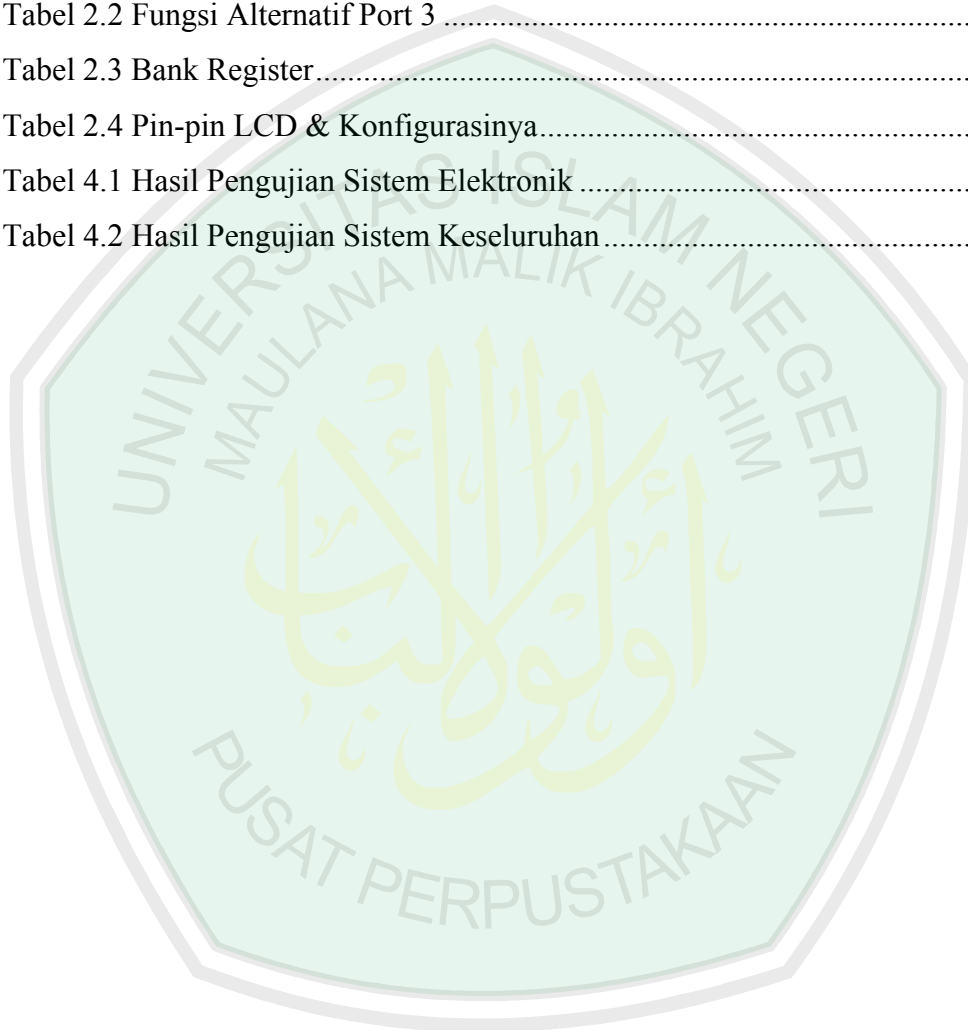 Tabel 2.2 Fungsi Alternatif Port 3 ........................................................................
Tabel 2.3 Bank Register........................................................................................
Tabel 2.4 Pin-pin LCD & Konfigurasinya..........................................................
Tabel 4.1 Hasil Pengujian Sistem Elektronik .....................................................
Tabel 4.2 Hasil Pengujian Sistem Keseluruhan..................................................
UNIVERSITAS ISLAM NEGERI
MAULANA MALIK IBRAHIM
أولوا الألباب
PUSAT PERPUSTAKAAN